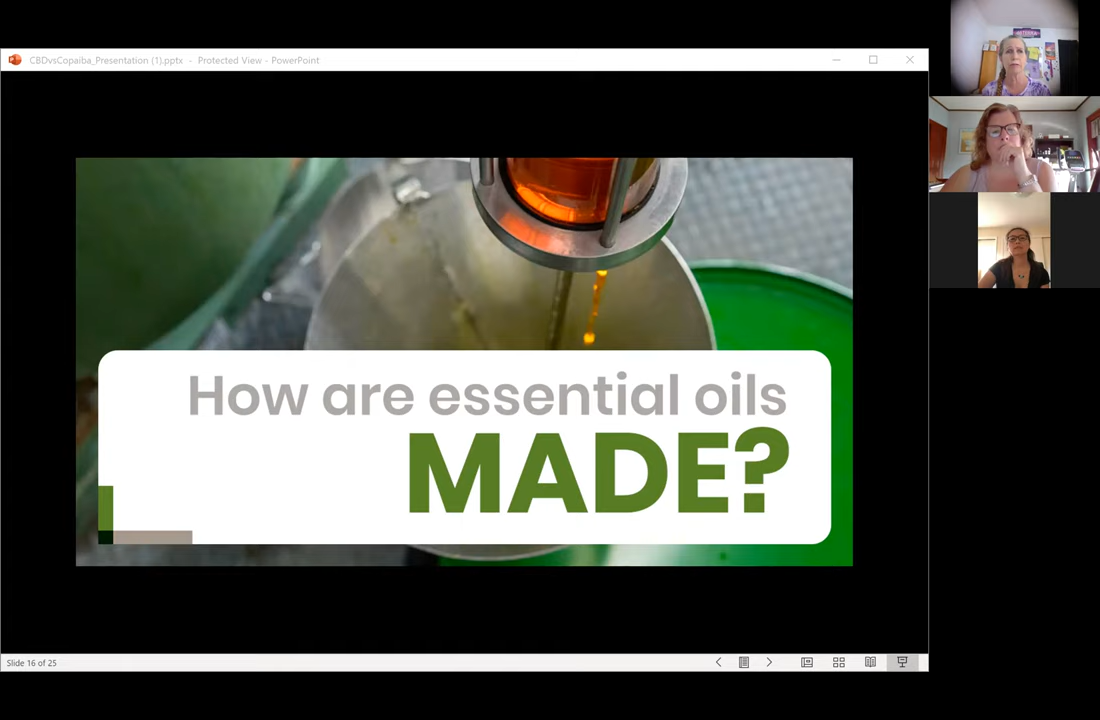 CBDvsCopaiba_Presentation (1).pptx - Protected View - PowerPoint
How are essential oils
MADE?
Slide 16 of 25